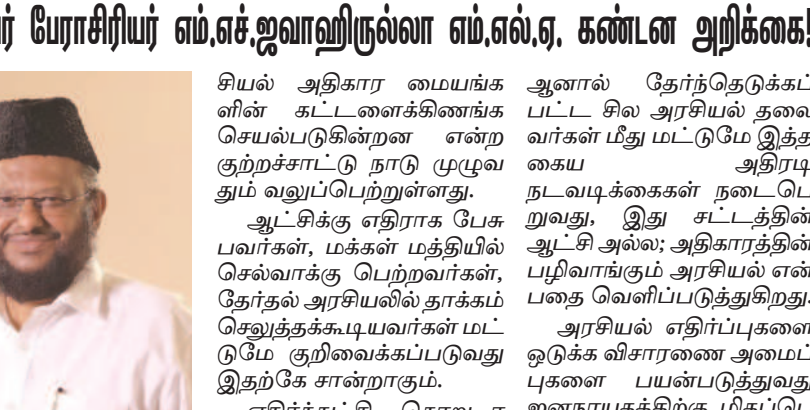 பேராசிரியர் எம்.எச்.ஜவாஹிருல்லா எம்.எல்.ஏ. கண்டன அறிக்கை!
சியல் அதிகார மையங்க
ளின் கட்டளைக்கிணங்க
செயல்படுகின்றன என்ற
குற்றச்சாட்டு நாடு முழுவ
தும் வலுப்பெற்றுள்ளது.
ஆட்சிக்கு எதிராக பேசு
பவர்கள், மக்கள் மத்தியில்
செல்வாக்கு பெற்றவர்கள்,
தேர்தல் அரசியலில் தாக்கம்
செலுத்தக்கூடியவர்கள் மட்
டுமே குறிவைக்கப்படுவது
இதற்கே சான்றாகும்.
ஆனால் தேர்ந்தெடுக்கட்
பட்ட சில அரசியல் தலை
வர்கள் மீது மட்டுமே இத்த
கைய அதிரடி
நடவடிக்கைகள் நடைபெ
றுவது, இது சட்டத்தின்
ஆட்சி அல்ல; அதிகாரத்தின்
பழிவாங்கும் அரசியல் என்
பதை வெளிப்படுத்துகிறது.
அரசியல் எதிர்ப்புகளை
ஒடுக்க விசாரணை அமைப்
புகளை பயன்படுத்துவது